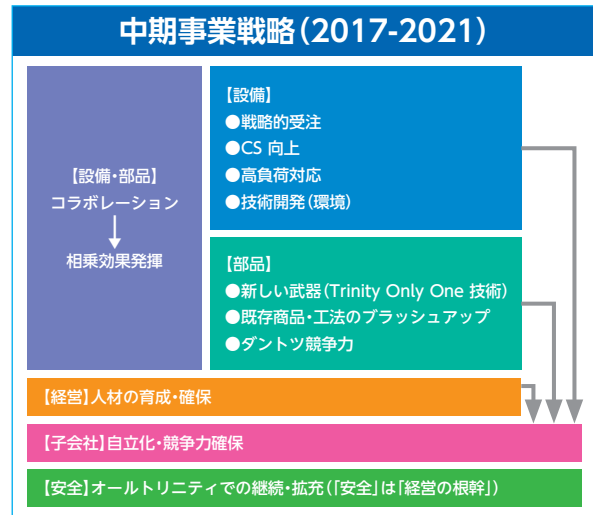 中期事業戦略(2017-2021)
【設備・部品】
コラボレーション
相乗効果発揮
【設備】
●戦略的受注
●CS 向上
●高負荷対応
●技術開発(環境)
【部品】
●新しい武器(Trinity Only One 技術)
●既存商品・工法のブラッシュアップ
●ダントツ競争力
【経営】人材の育成・確保
【子会社】自立化・競争力確保
【安全】オールトリニティでの継続・拡充(「安全」は「経営の根幹」)